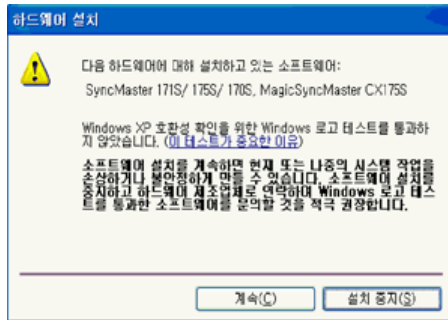 하드웨어 설치
다음 하드웨어에 대해 설치하고 있는 소프트웨어:
SyncMaster 171S/ 175S/ 170S, MagicSyncMaster CX175S
Windows XP 호환성 확인을 위한 Windows 로고 테스트를 통과하
지 않았습니다. (이 테스트가 중요한 이유)
소프트웨어 설치를 계속하면 현재 또는 나중의 시스템 작업을
손상하거나 불안정하게 만들 수 있습니다. 소프트웨어 설치를
중지하고 하드웨어 제조업체로 연락하여 Windows 로고 테스
트를 통과한 소프트웨어를 문의할 것을 적극 권장합니다.
계속(C)
설치 중지(S)